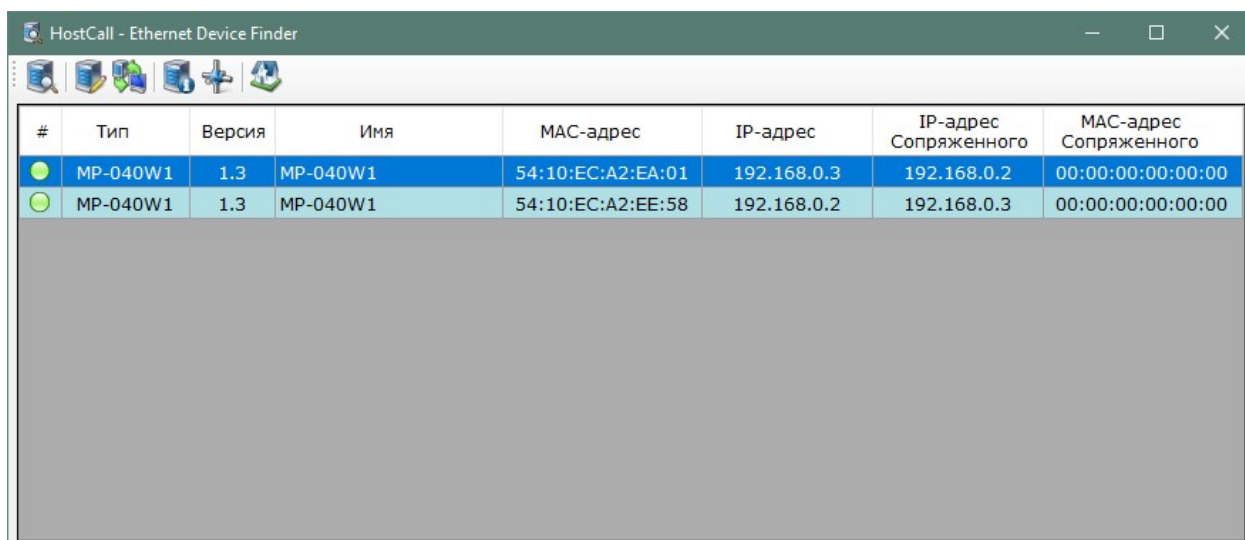 HostCall - Ethernet Device Finder
# Тип Версия Имя MAC-адрес IP-адрес IP-адрес Сопряженного MAC-адрес Сопряженного
MP-040W1 1.3 MP-040W1 54:10:EC:A2:EA:01 192.168.0.3 192.168.0.2 00:00:00:00:00:00
MP-040W1 1.3 MP-040W1 54:10:EC:A2:EE:58 192.168.0.2 192.168.0.3 00:00:00:00:00:00